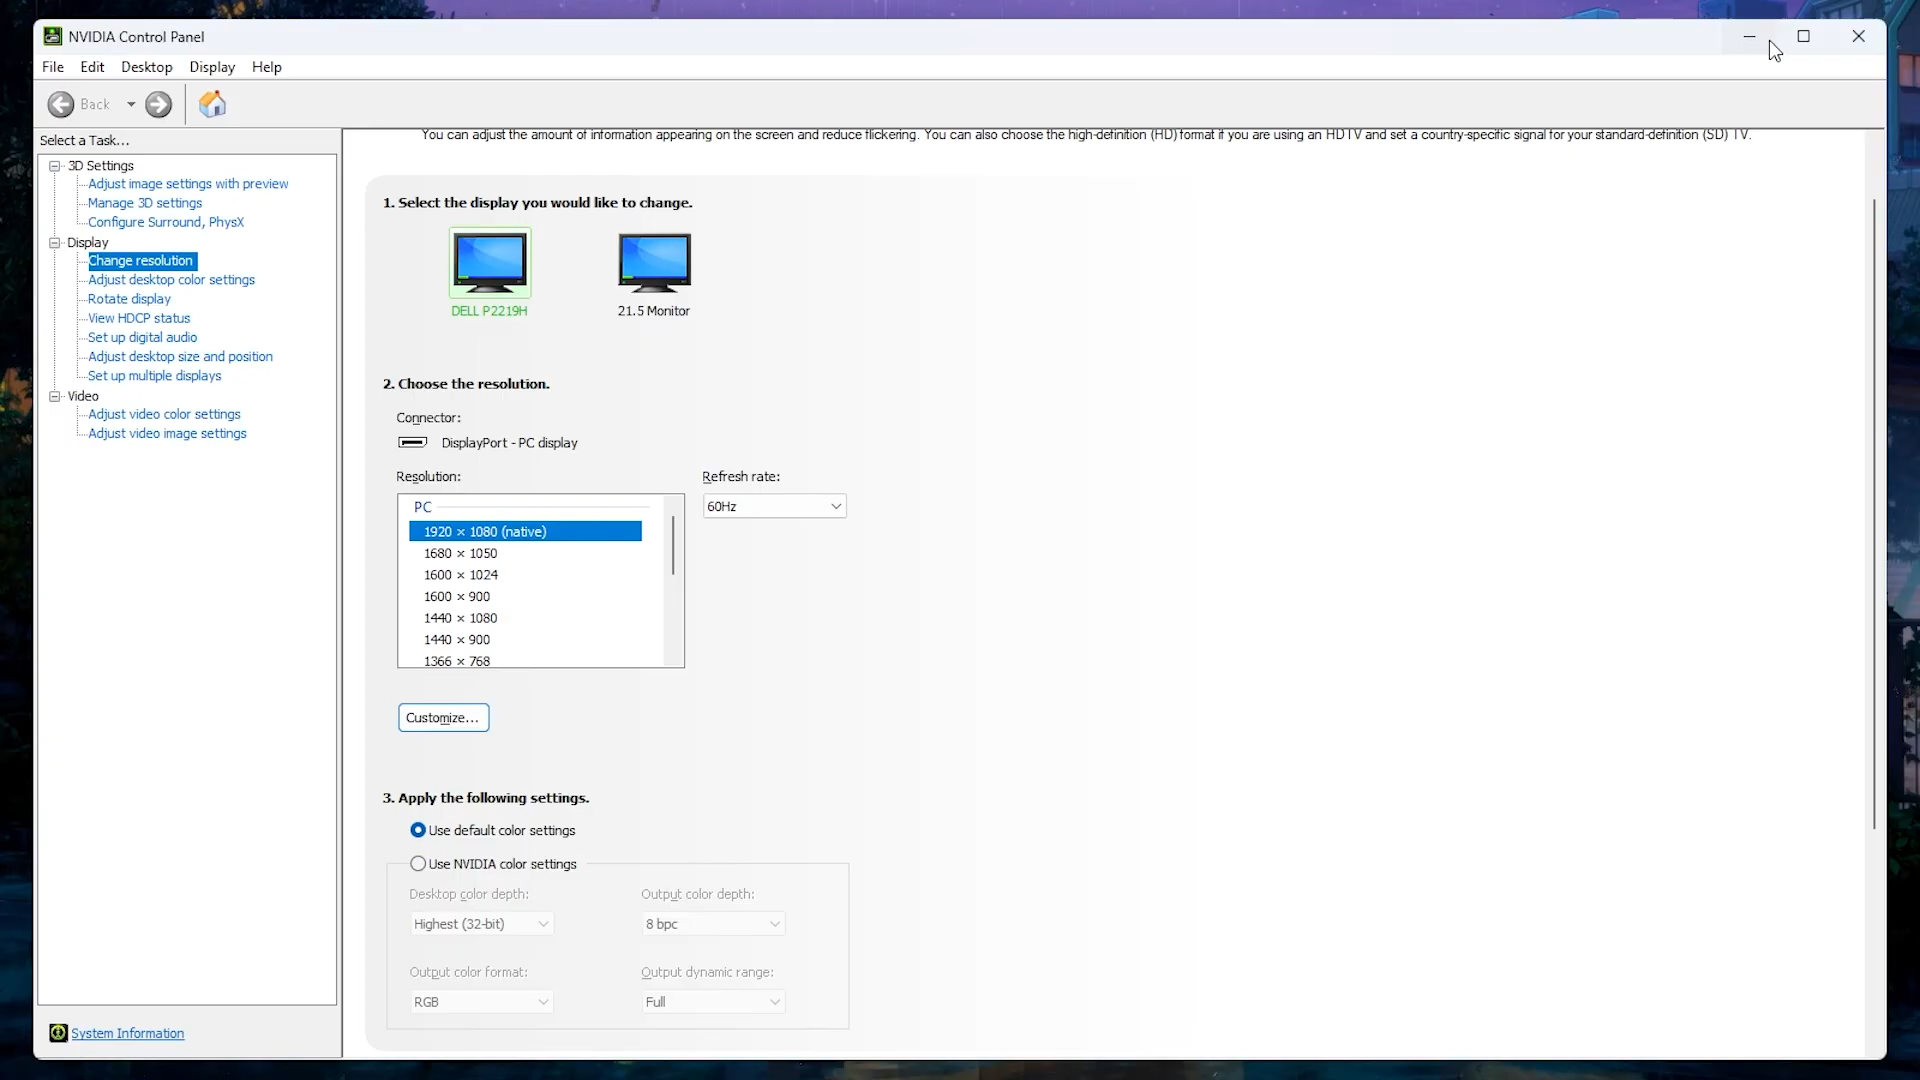 NVIDIA Control Panel
File Edit Desktop Display Help
Back
Select a Task...
3D Settings
Adjust image settings with preview
Manage 3D settings
Configure Surround, PhysX
Display
Change resolution
Adjust desktop color settings
Rotate display
View HDCP status
Set up digital audio
Adjust desktop size and position
Set up multiple displays
Video
Adjust video color settings
Adjust video image settings
System Information
You can adjust the amount of information appearing on the screen and reduce flickering. You can also choose the high-definition (HD) format if you are using an HDTV and set a country-specific signal for your standard-definition (SD) TV.
1. Select the display you would like to change.
DELL P2219H
21.5 Monitor
2. Choose the resolution.
Connector:
DisplayPort - PC display
Resolution:
Refresh rate:
PC
60Hz
1920 × 1080 (native)
1680 × 1050
1600 × 1024
1600 × 900
1440 × 1080
1440 × 900
1366 × 768
Customize...
3. Apply the following settings.
Use default color settings
Use NVIDIA color settings
Desktop color depth:
Output color depth:
Highest (32-bit)
8 bpc
Output color format:
Output dynamic range:
RGB
Full